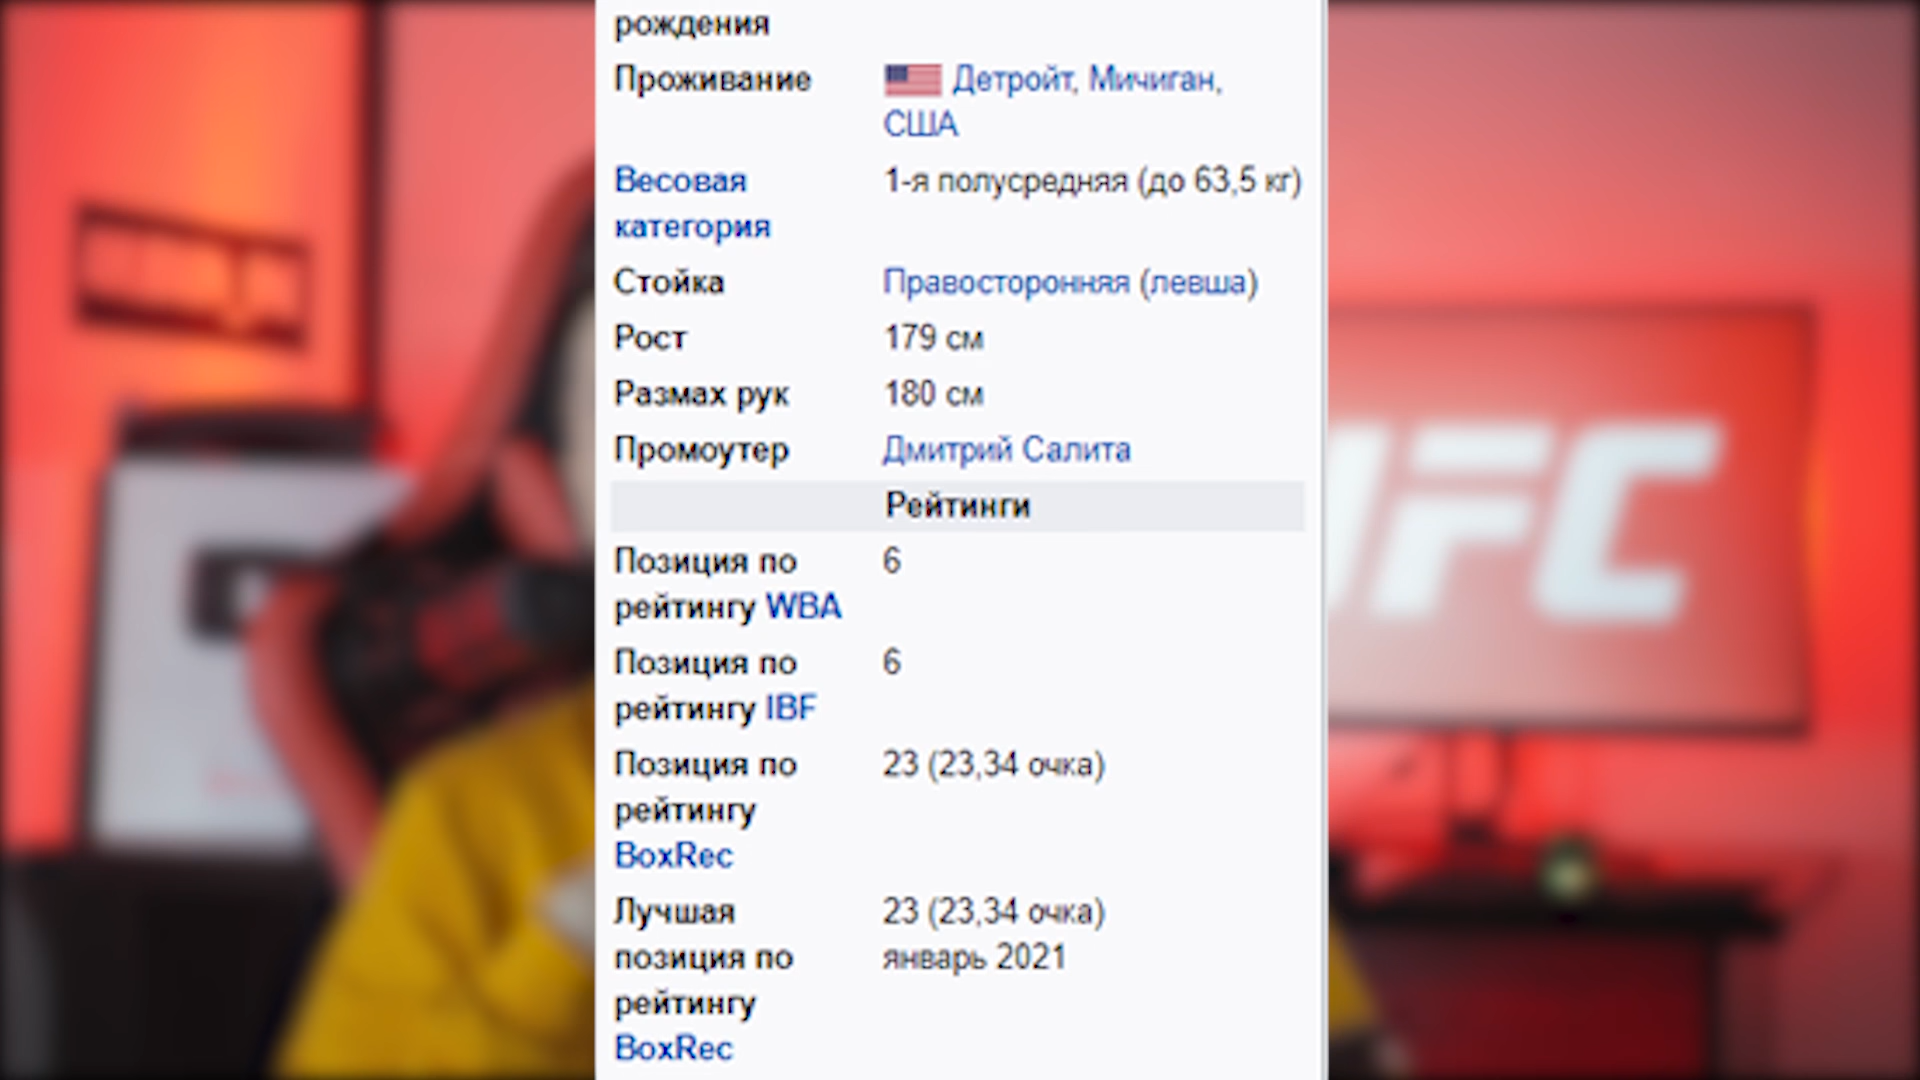 рождения
Проживание
Детройт, Мичиган,
США
Весовая
категория
1-я полусредняя (до 63,5 кг)
Стойка
Правосторонняя (левша)
Рост
179 см
Размах рук
180 см
Промоутер
Дмитрий Салита
Рейтинги
Позиция по
рейтингу WBA
6
Позиция по
рейтингу IBF
6
Позиция по
рейтингу
BoxRec
23 (23,34 очка)
Лучшая
позиция по
рейтингу
BoxRec
23 (23,34 очка)
январь 2021
UFC